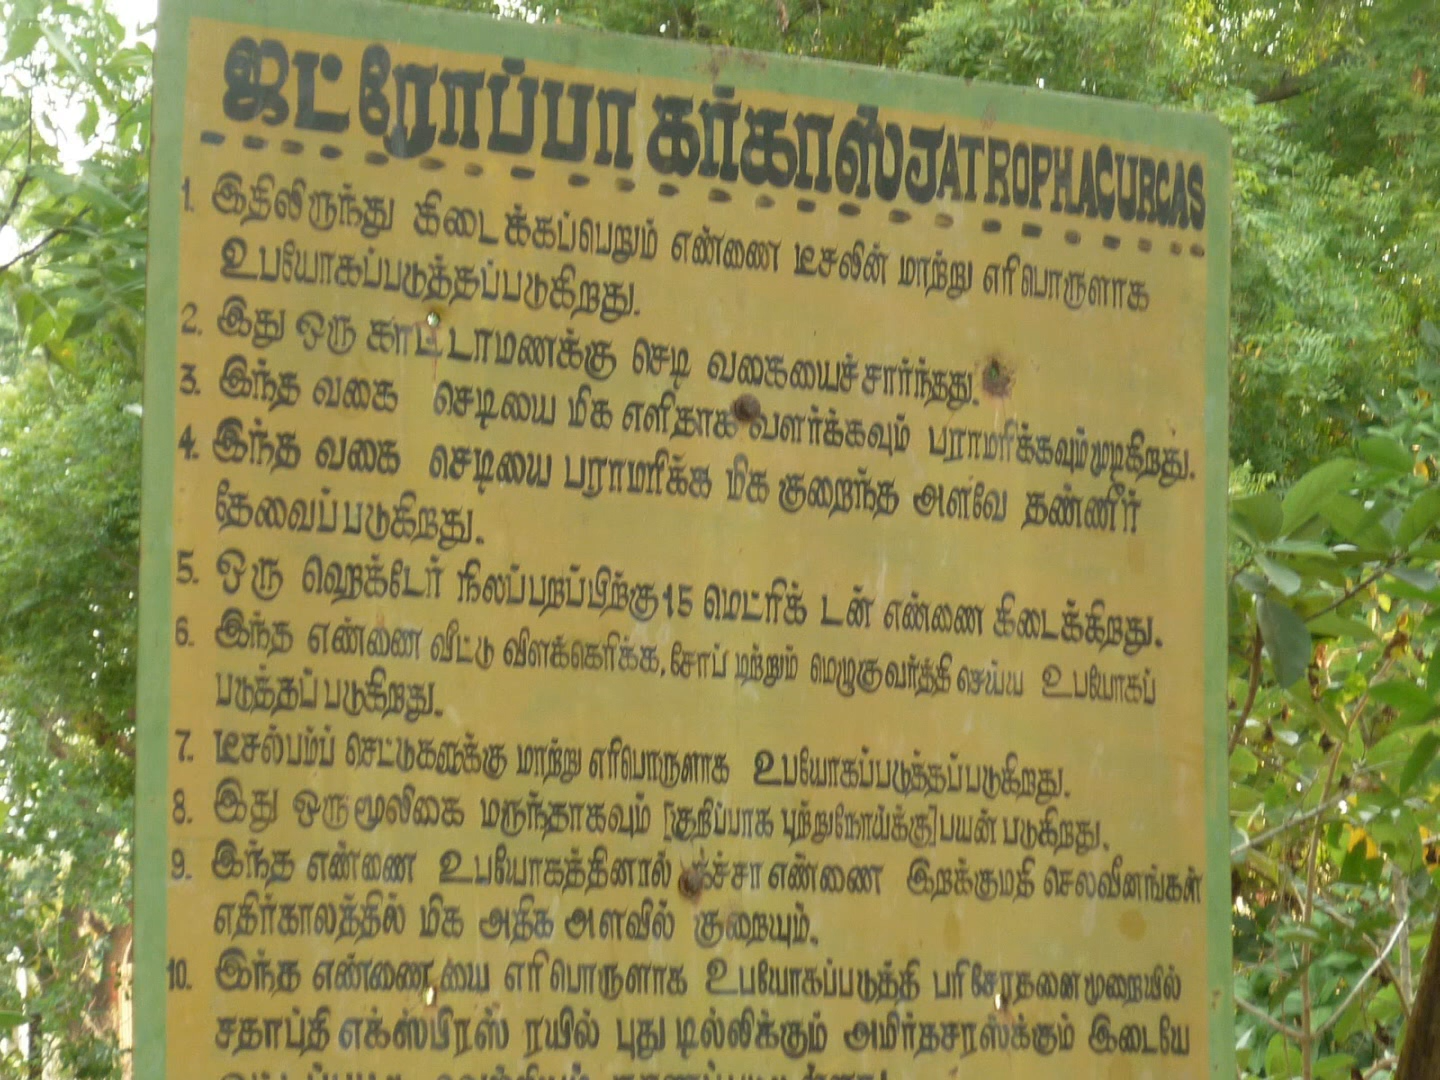 ஜட்ரோப்பா கர்காஸ் JATROPHA CURCAS
1. இதிலிருந்து கிடைக்கப்பெறும் எண்ணை டீசலின் மாற்று எரிபொருளாக
உபயோகப்படுத்தப்படுகிறது.
2. இது ஒரு காட்டாமணக்கு செடி வகையைச்சார்ந்தது.
3. இந்த வகை செடியை மிக எளிதாக வளர்க்கவும் பராமரிக்கவும்முடிகிறது.
4. இந்த வகை செடியை பராமரிக்க மிக குறைந்த அளவே தண்ணீர்
தேவைப்படுகிறது.
5. ஒரு ஹெக்டேர் நிலப்பறப்பிற்கு 15 மெட்ரிக் டன் எண்ணை கிடைக்கிறது.
6. இந்த எண்ணை வீட்டு விளக்கெரிக்க, சோப் மற்றும் மெழுகுவர்த்தி செய்ய உபயோகப்
படுத்தப்படுகிறது.
7. டீசல்பம்ப் செட்டுகளுக்கு மாற்று எரிபொருளாக உபயோகப்படுத்தப்படுகிறது.
8. இது ஒரு மூலிகை மருந்தாகவும் [குறிப்பாக புற்றுநோய்க்கு] பயன் படுகிறது.
9. இந்த எண்ணை உபயோகத்தினால் கச்சா எண்ணை இறக்குமதி செலவீனங்கள்
எதிர்காலத்தில் மிக அதிக அளவில் குறையும்.
10. இந்த எண்ணையை எரிபொருளாக உபயோகப்படுத்தி பரிசோதனைமுறையில்
சதாப்தி எக்ஸ்பிரஸ் ரயில் புது டில்லிக்கும் அமிர்தசரஸ்க்கும் இடையே